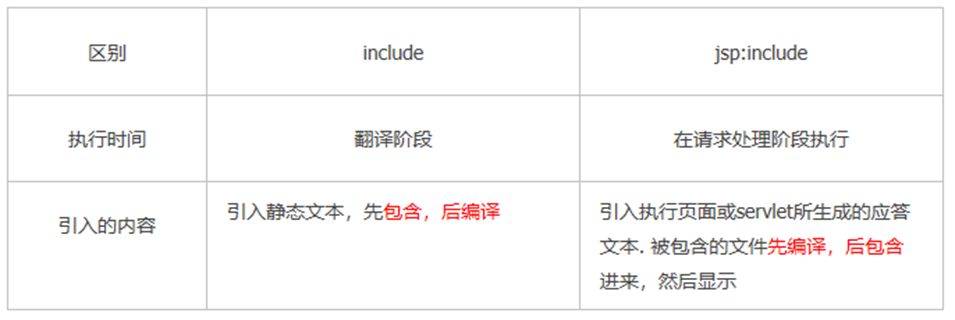 区别 include jsp:include
执行时间 翻译阶段 在请求处理阶段执行
引入的内容
引入静态文本，先包含，后编译
引入执行页面或servlet所生成的应答
文本. 被包含的文件先编译，后包含
进来，然后显示